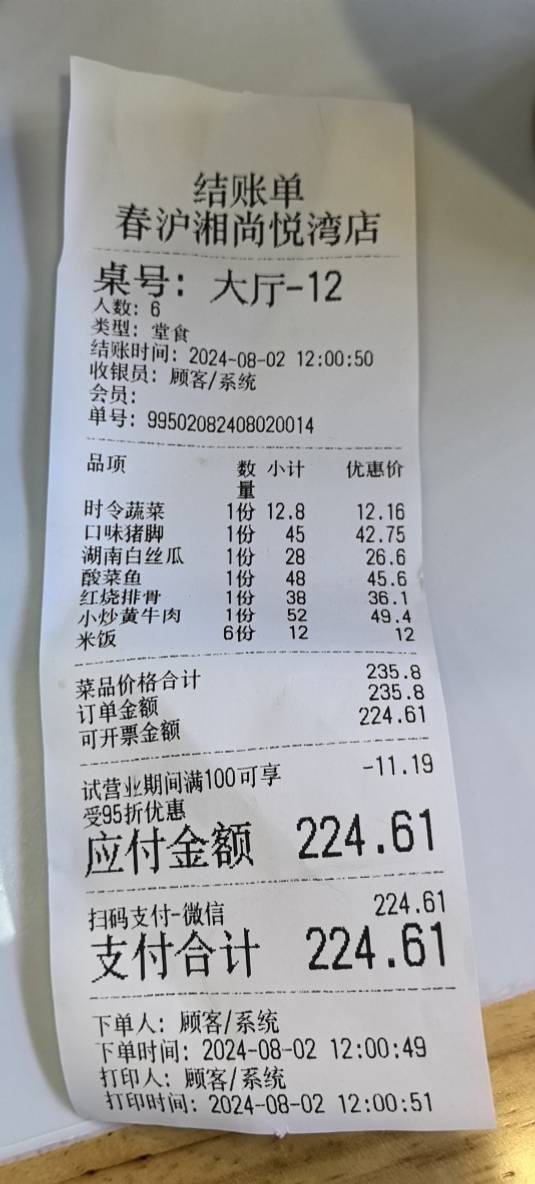 结账单
春沪湘尚悦湾店
桌号: 大厅-12
人数: 6
类型: 堂食
结账时间: 2024-08-02 12:00:50
收银员: 顾客/系统
会员:
单号: 99502082408020014
品项 数量 小计 优惠价
时令蔬菜 1份 12.8 12.16
口味猪脚 1份 45 42.75
湖南白丝瓜 1份 28 26.6
酸菜鱼 1份 48 45.6
红烧排骨 1份 38 36.1
小炒黄牛肉 1份 52 49.4
米饭 6份 12 12
菜品价格合计 235.8
订单金额 235.8
可开票金额 224.61
试营业期间满100可享 -11.19
受95折优惠
应付金额 224.61
扫码支付-微信 224.61
支付合计 224.61
下单人: 顾客/系统
下单时间: 2024-08-02 12:00:49
打印人: 顾客/系统
打印时间: 2024-08-02 12:00:51